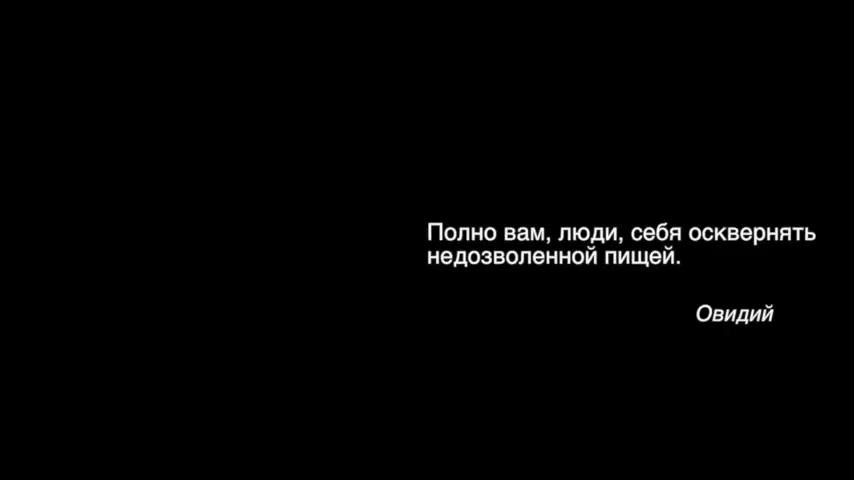 Полно вам, люди, себя осквернять
недозволенной пищей.
Овидий